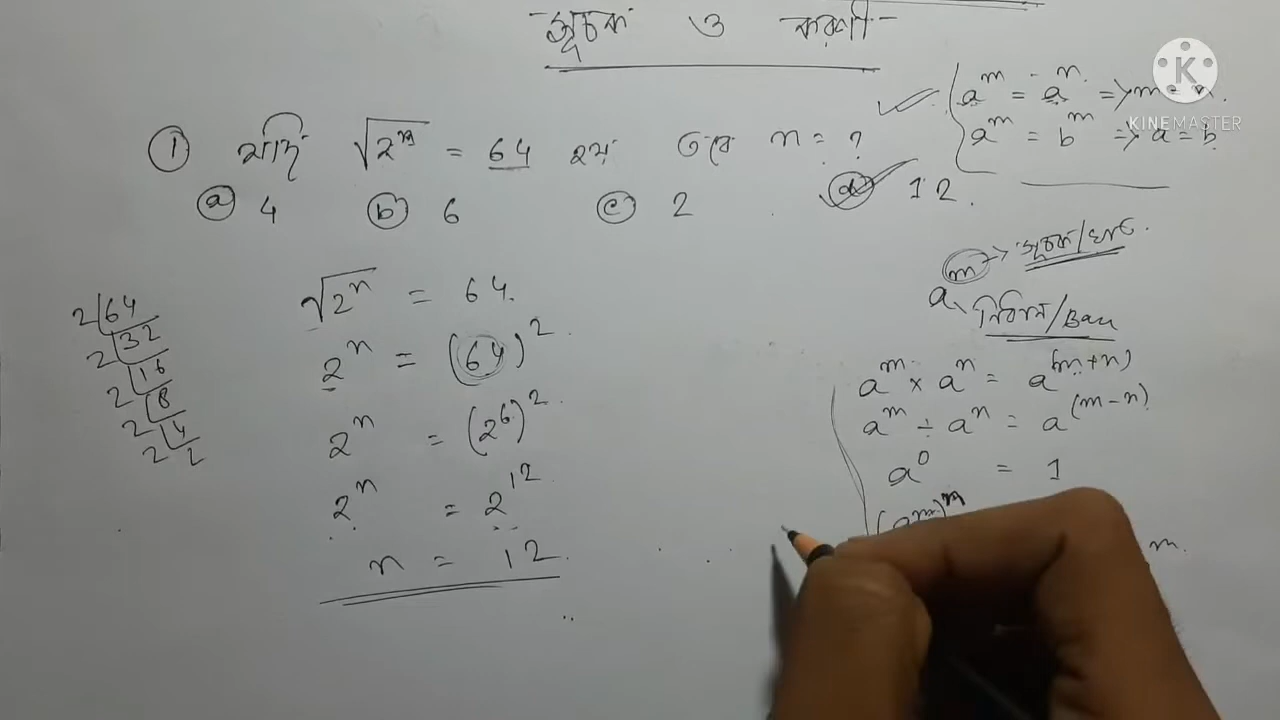 সূচক ও করণী
① যদি √2ⁿ = 64 হয় তবে n = ?
ⓐ 4 ⓑ 6 ⓒ 2 ⓓ 12.
√2ⁿ = 64.
2ⁿ = (64)²
2ⁿ = (2⁶)²
2ⁿ = 2¹²
n = 12.
2 64
2 32
2 16
2 8
2 4
2
aᵐ = aⁿ => m = n.
aᵐ = bᵐ => a = b
m → সূচক/ঘাত
a নিধান/Base
aᵐ × aⁿ = a⁽ᵐ⁺ⁿ⁾
aᵐ ÷ aⁿ = a⁽ᵐ⁻ⁿ⁾
a⁰ = 1
m.
K
KINEMASTER